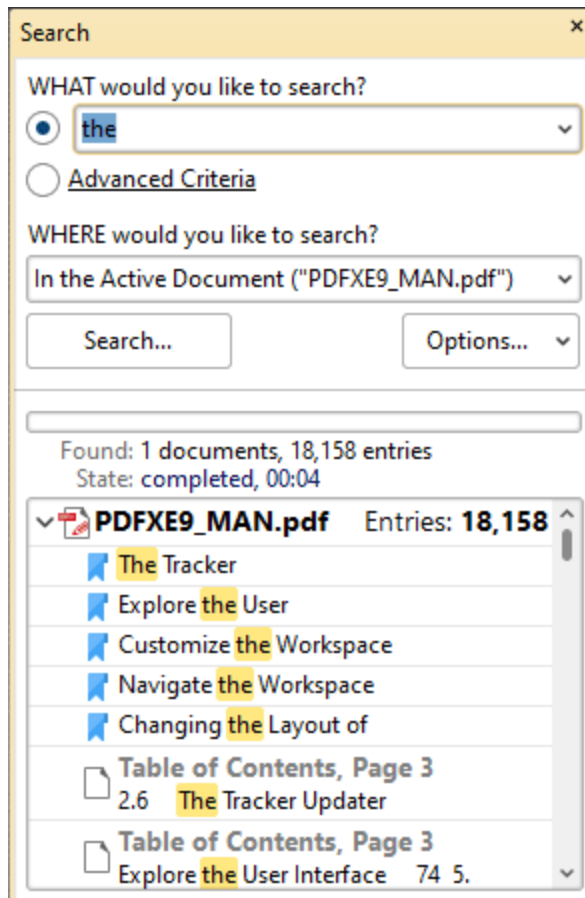 Search
WHAT would you like to search?
the
Advanced Criteria
WHERE would you like to search?
In the Active Document ("PDFXE9_MAN.pdf")
Search...
Options...
Found: 1 documents, 18,158 entries
State: completed, 00:04
PDFXE9_MAN.pdf Entries: 18,158
The Tracker
Explore the User
Customize the Workspace
Navigate the Workspace
Changing the Layout of
Table of Contents, Page 3
2.6 The Tracker Updater
Table of Contents, Page 3
Explore the User Interface 74 5.